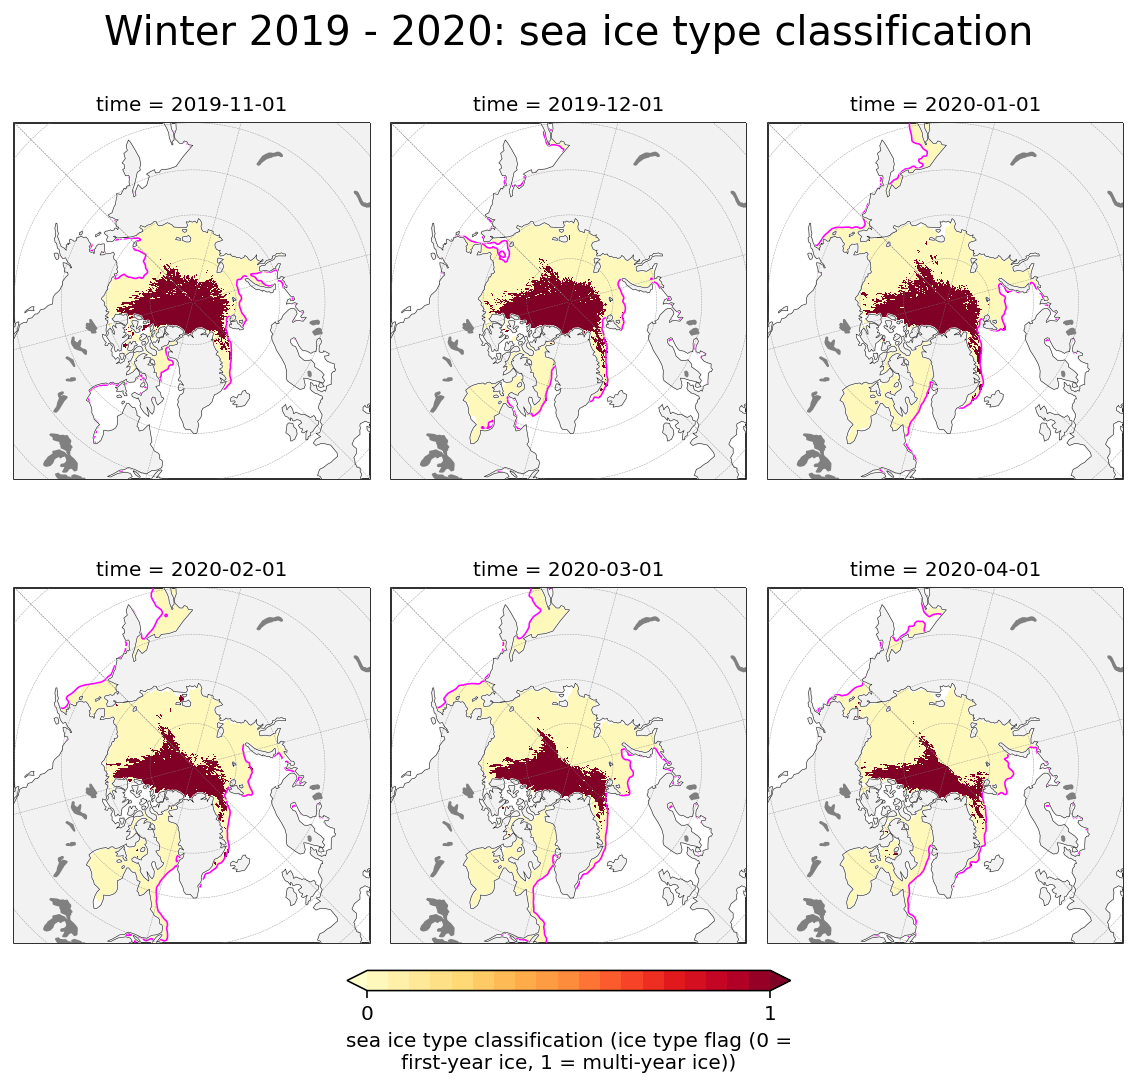 Winter 2019 - 2020: sea ice type classification
time = 2019-11-01
time = 2019-12-01
time = 2020-01-01
time = 2020-02-01
time = 2020-03-01
time = 2020-04-01
0
1
sea ice type classification (ice type flag (0 =
first-year ice, 1 = multi-year ice))